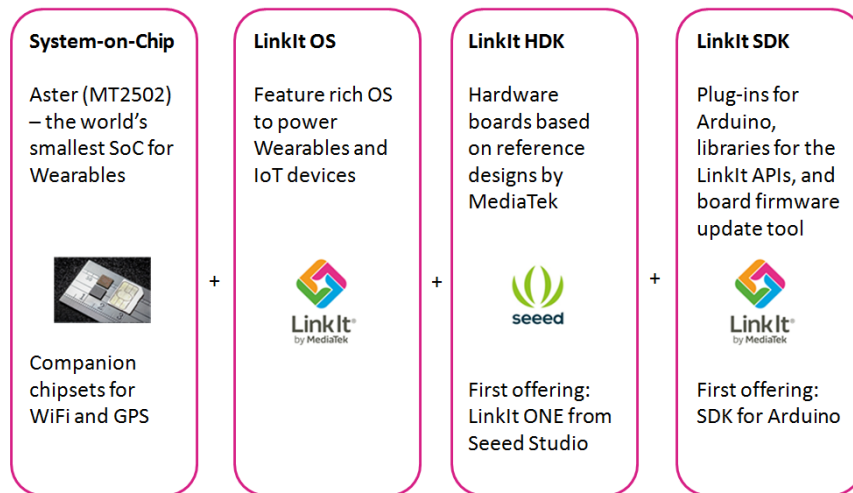 System-on-Chip
Aster (MT2502)
– the world's
smallest SoC for
Wearables
Companion
chipsets for
WiFi and GPS
+
LinkIt OS
Feature rich OS
to power
Wearables and
IoT devices
LinkIt®
by MediaTek
+
LinkIt HDK
Hardware
boards based
on reference
designs by
MediaTek
seeed
First offering:
LinkIt ONE from
Seeed Studio
+
LinkIt SDK
Plug-ins for
Arduino,
libraries for the
LinkIt APIs, and
board firmware
update tool
LinkIt®
by MediaTek
First offering:
SDK for Arduino